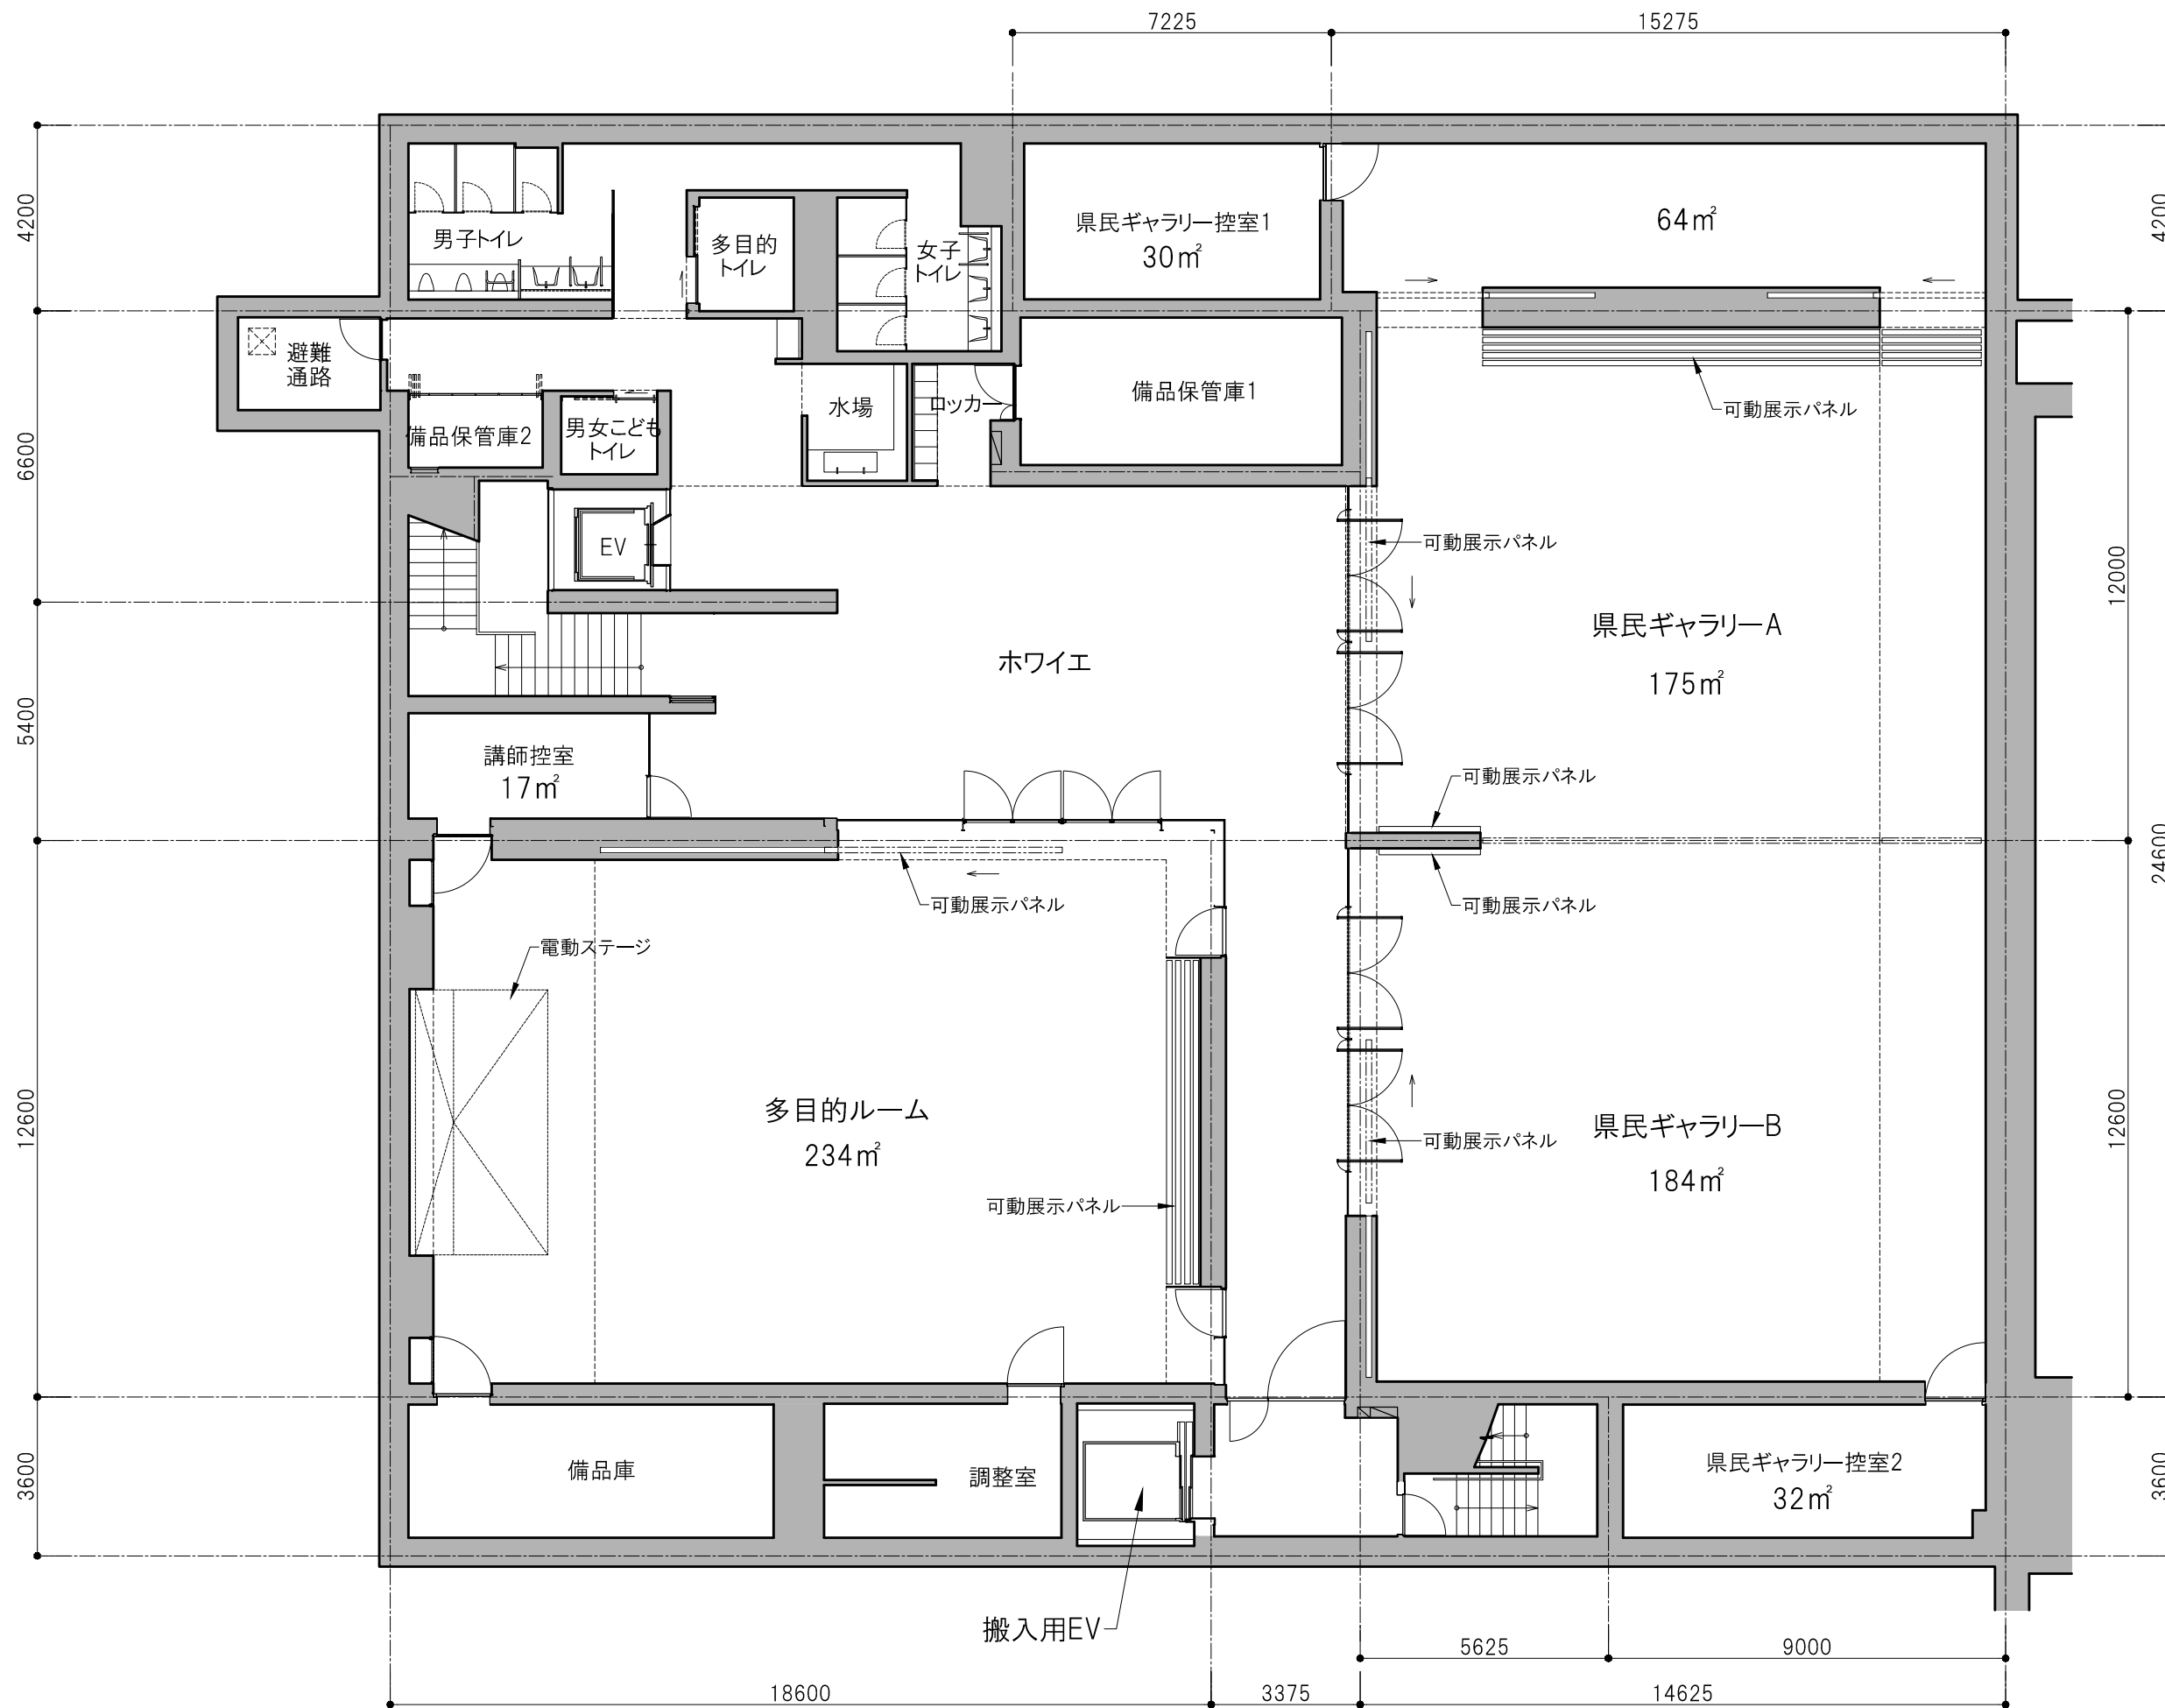 7225
15275
4200
男子トイレ
多目的
トイレ
女子
トイレ
県民ギャラリー控室1
30㎡
64㎡
4200
避難
通路
備品保管庫2
男女こども
トイレ
水場
ロッカー
備品保管庫1
可動展示パネル
6600
EV
可動展示パネル
12000
県民ギャラリーA
175㎡
ホワイエ
5400
講師控室
17㎡
可動展示パネル
24600
可動展示パネル
可動展示パネル
電動ステージ
多目的ルーム
234㎡
12600
可動展示パネル
県民ギャラリーB
184㎡
12600
可動展示パネル
3600
備品庫
調整室
県民ギャラリー控室2
32㎡
3600
搬入用EV
5625
9000
18600
3375
14625